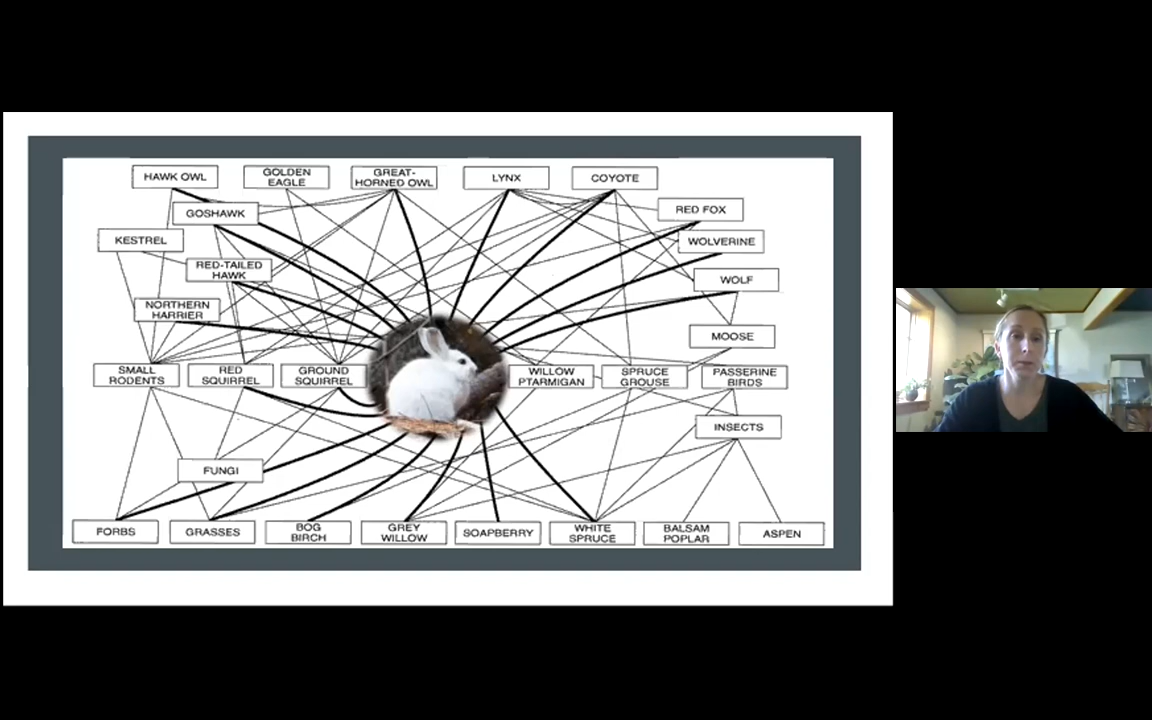 HAWK OWL
GOLDEN
EAGLE
GREAT-
HORNED OWL
LYNX
COYOTE
GOSHAWK
RED FOX
KESTREL
WOLVERINE
RED-TAILED
HAWK
WOLF
NORTHERN
HARRIER
MOOSE
SMALL
RODENTS
RED
SQUIRREL
GROUND
SQUIRREL
WILLOW
PTARMIGAN
SPRUCE
GROUSE
PASSERINE
BIRDS
INSECTS
FUNGI
FORBS
GRASSES
BOG
BIRCH
GREY
WILLOW
SOAPBERRY
WHITE
SPRUCE
BALSAM
POPLAR
ASPEN